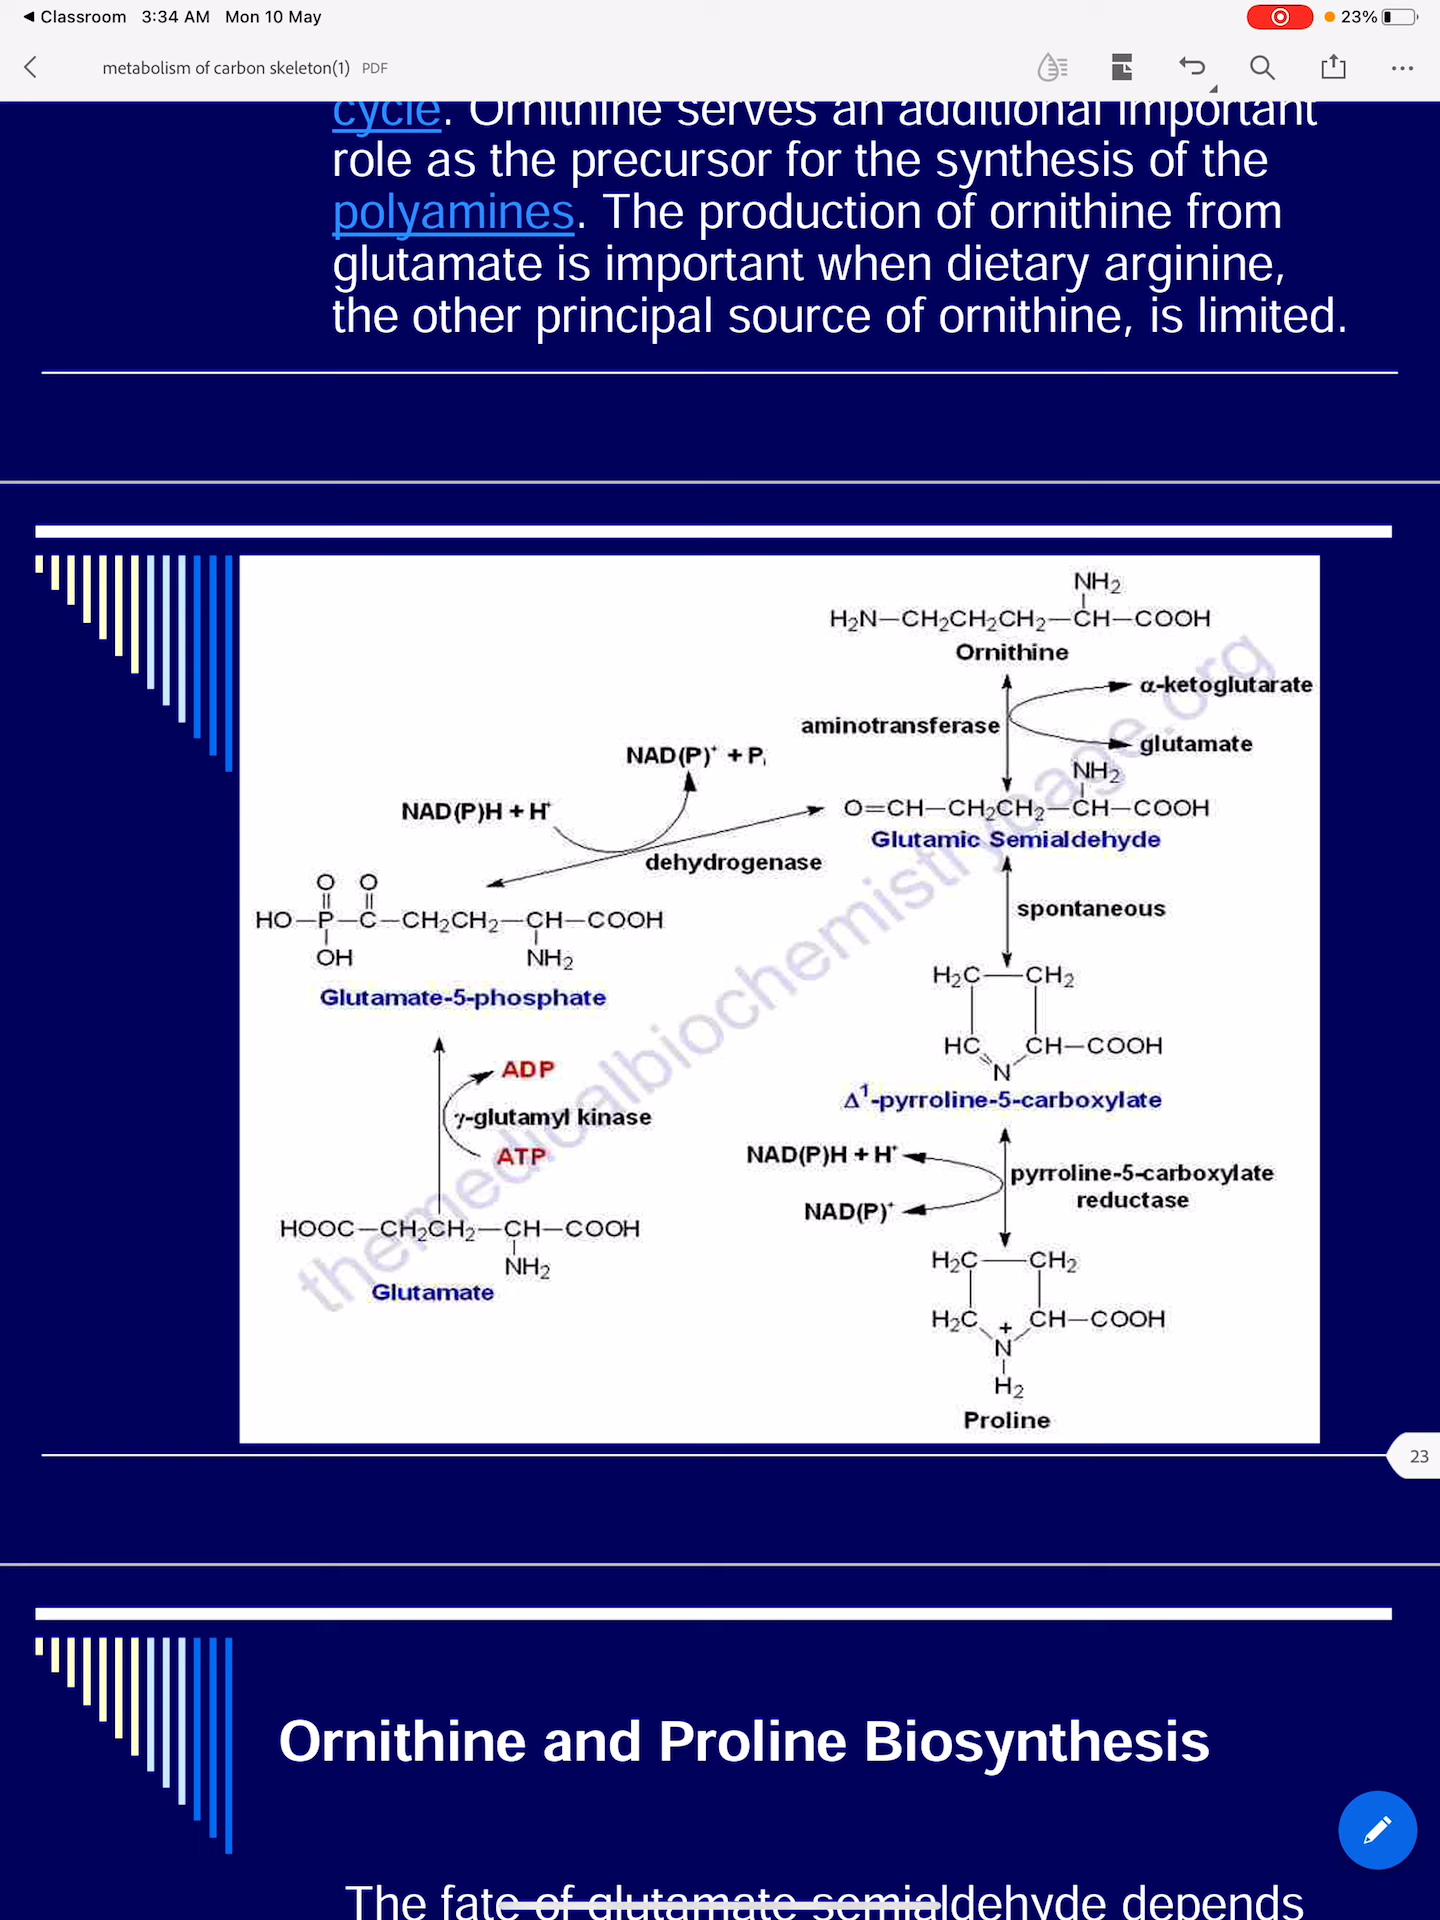 ◄ Classroom 3:34 AM Mon 10 May
23%
metabolism of carbon skeleton(1) PDF
cycle. Ornithine serves an additional important
role as the precursor for the synthesis of the
polyamines. The production of ornithine from
glutamate is important when dietary arginine,
the other principal source of ornithine, is limited.
NH₂
H₂N—CH₂CH₂CH₂—CH—COOH
Ornithine
α-ketoglutarate
aminotransferase
glutamate
NAD(P)⁺ + Pᵢ
NH₂
NAD(P)H + H⁺
O=CH—CH₂CH₂—CH—COOH
Glutamic Semialdehyde
dehydrogenase
O O
HO—P—C—CH₂CH₂—CH—COOH
OH NH₂
Glutamate-5-phosphate
spontaneous
H₂C—CH₂
HC CH—COOH
N
Δ¹-pyrroline-5-carboxylate
ADP
γ-glutamyl kinase
ATP
NAD(P)H + H⁺
pyrroline-5-carboxylate
reductase
NAD(P)⁺
HOOC—CH₂CH₂—CH—COOH
NH₂
Glutamate
H₂C—CH₂
H₂C CH—COOH
+
N
H₂
Proline
themedicalbiochemistrypage.org
23
Ornithine and Proline Biosynthesis
The fate of glutamate semialdehyde depends